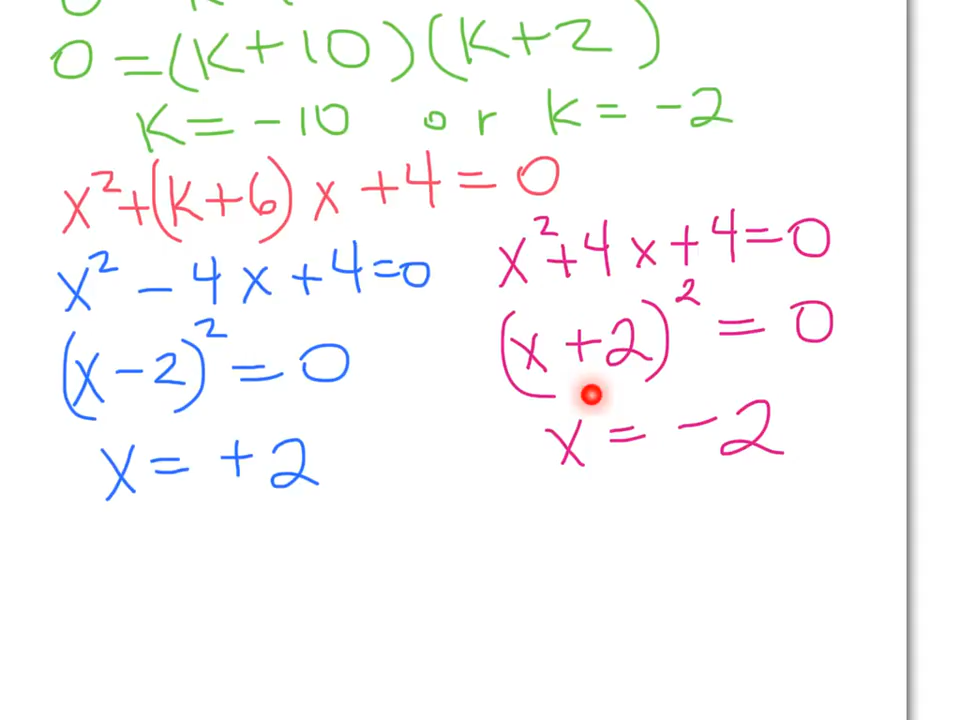 0 = (k+10)(k+2)
k = -10 or k = -2
x²+(k+6)x+4=0
x² - 4x+4=0
(x-2)² = 0
x = +2
x²+4x+4=0
(x+2)² = 0
x = -2